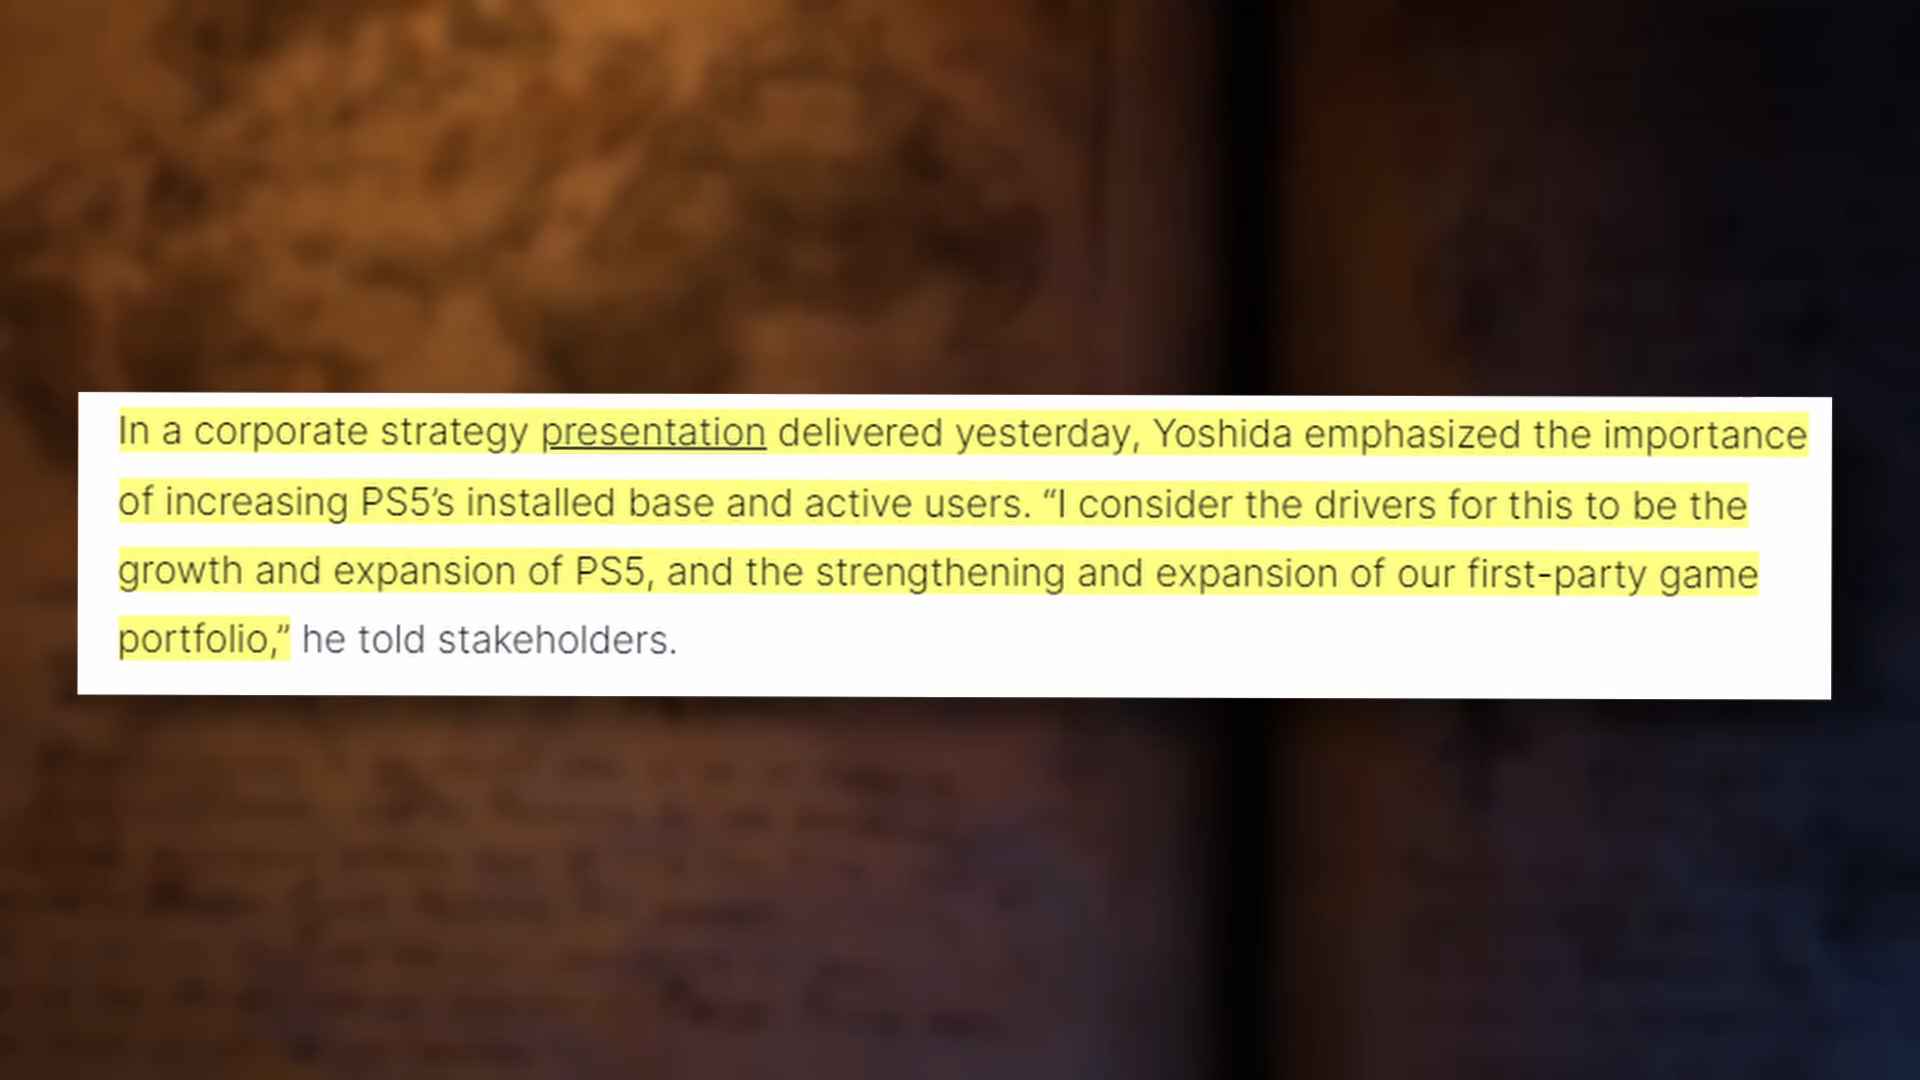 In a corporate strategy presentation delivered yesterday, Yoshida emphasized the importance
of increasing PS5’s installed base and active users. “I consider the drivers for this to be the
growth and expansion of PS5, and the strengthening and expansion of our first-party game
portfolio,” he told stakeholders.